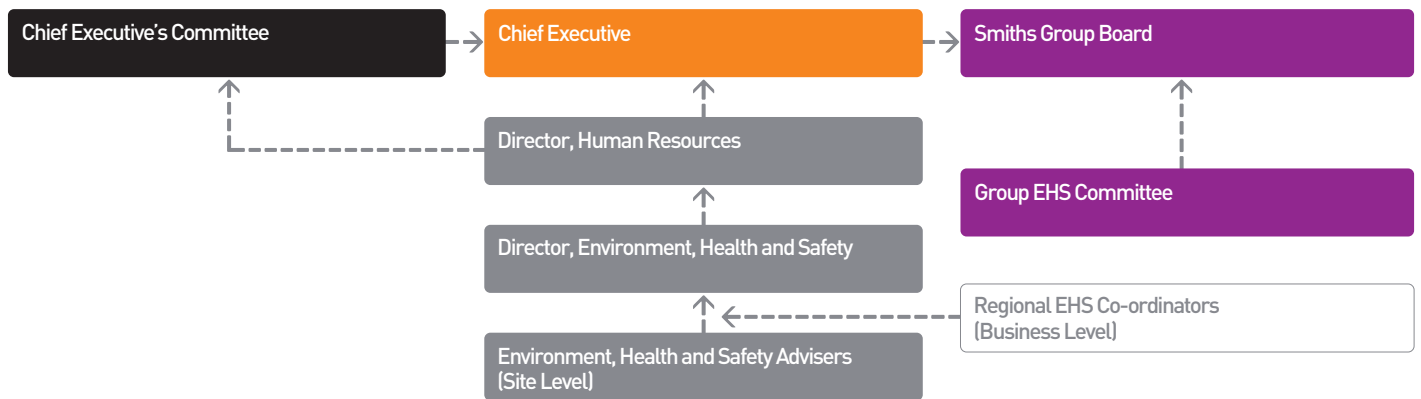 Chief Executive's Committee
Chief Executive
Smiths Group Board
Director, Human Resources
Group EHS Committee
Director, Environment, Health and Safety
Regional EHS Co-ordinators
(Business Level)
Environment, Health and Safety Advisers
(Site Level)